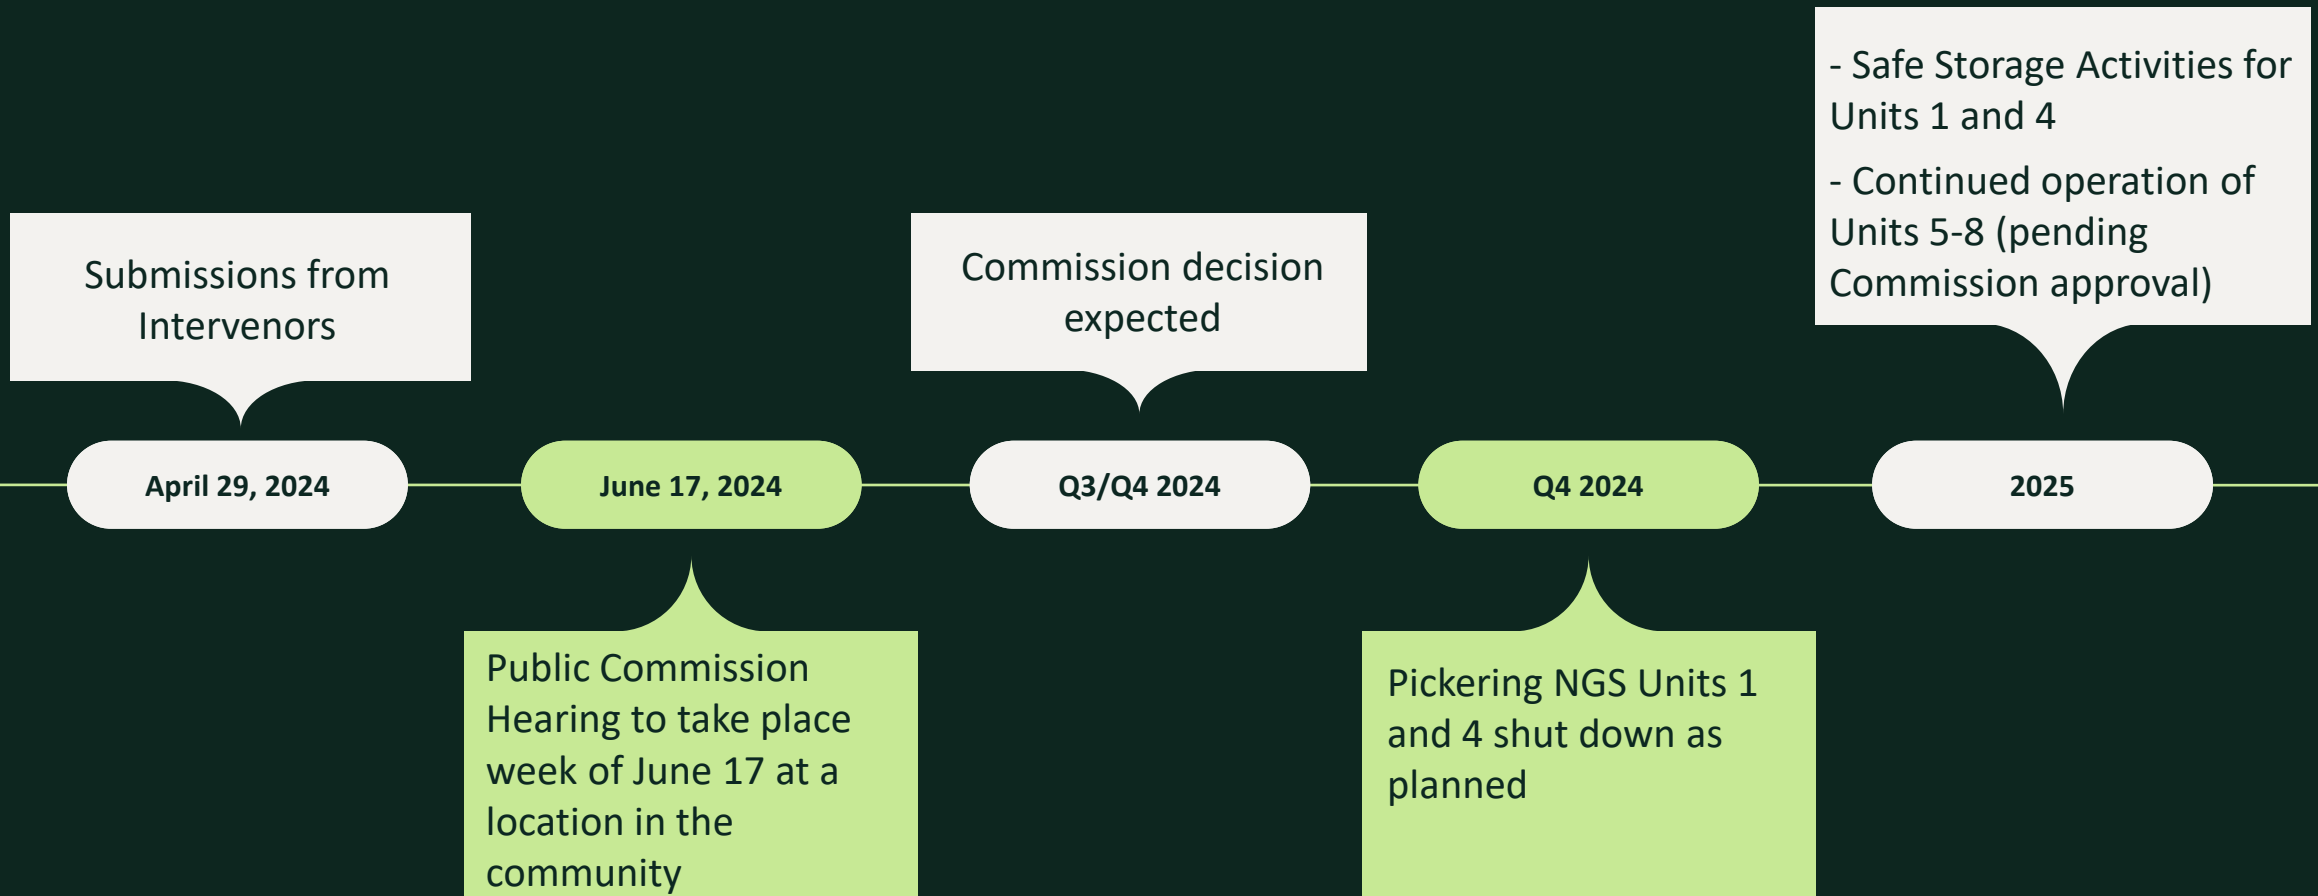 Submissions from
Intervenors
April 29, 2024
June 17, 2024
Public Commission
Hearing to take place
week of June 17 at a
location in the
community
Commission decision
expected
Q3/Q4 2024
Q4 2024
Pickering NGS Units 1
and 4 shut down as
planned
- Safe Storage Activities for
Units 1 and 4
- Continued operation of
Units 5-8 (pending
Commission approval)
2025